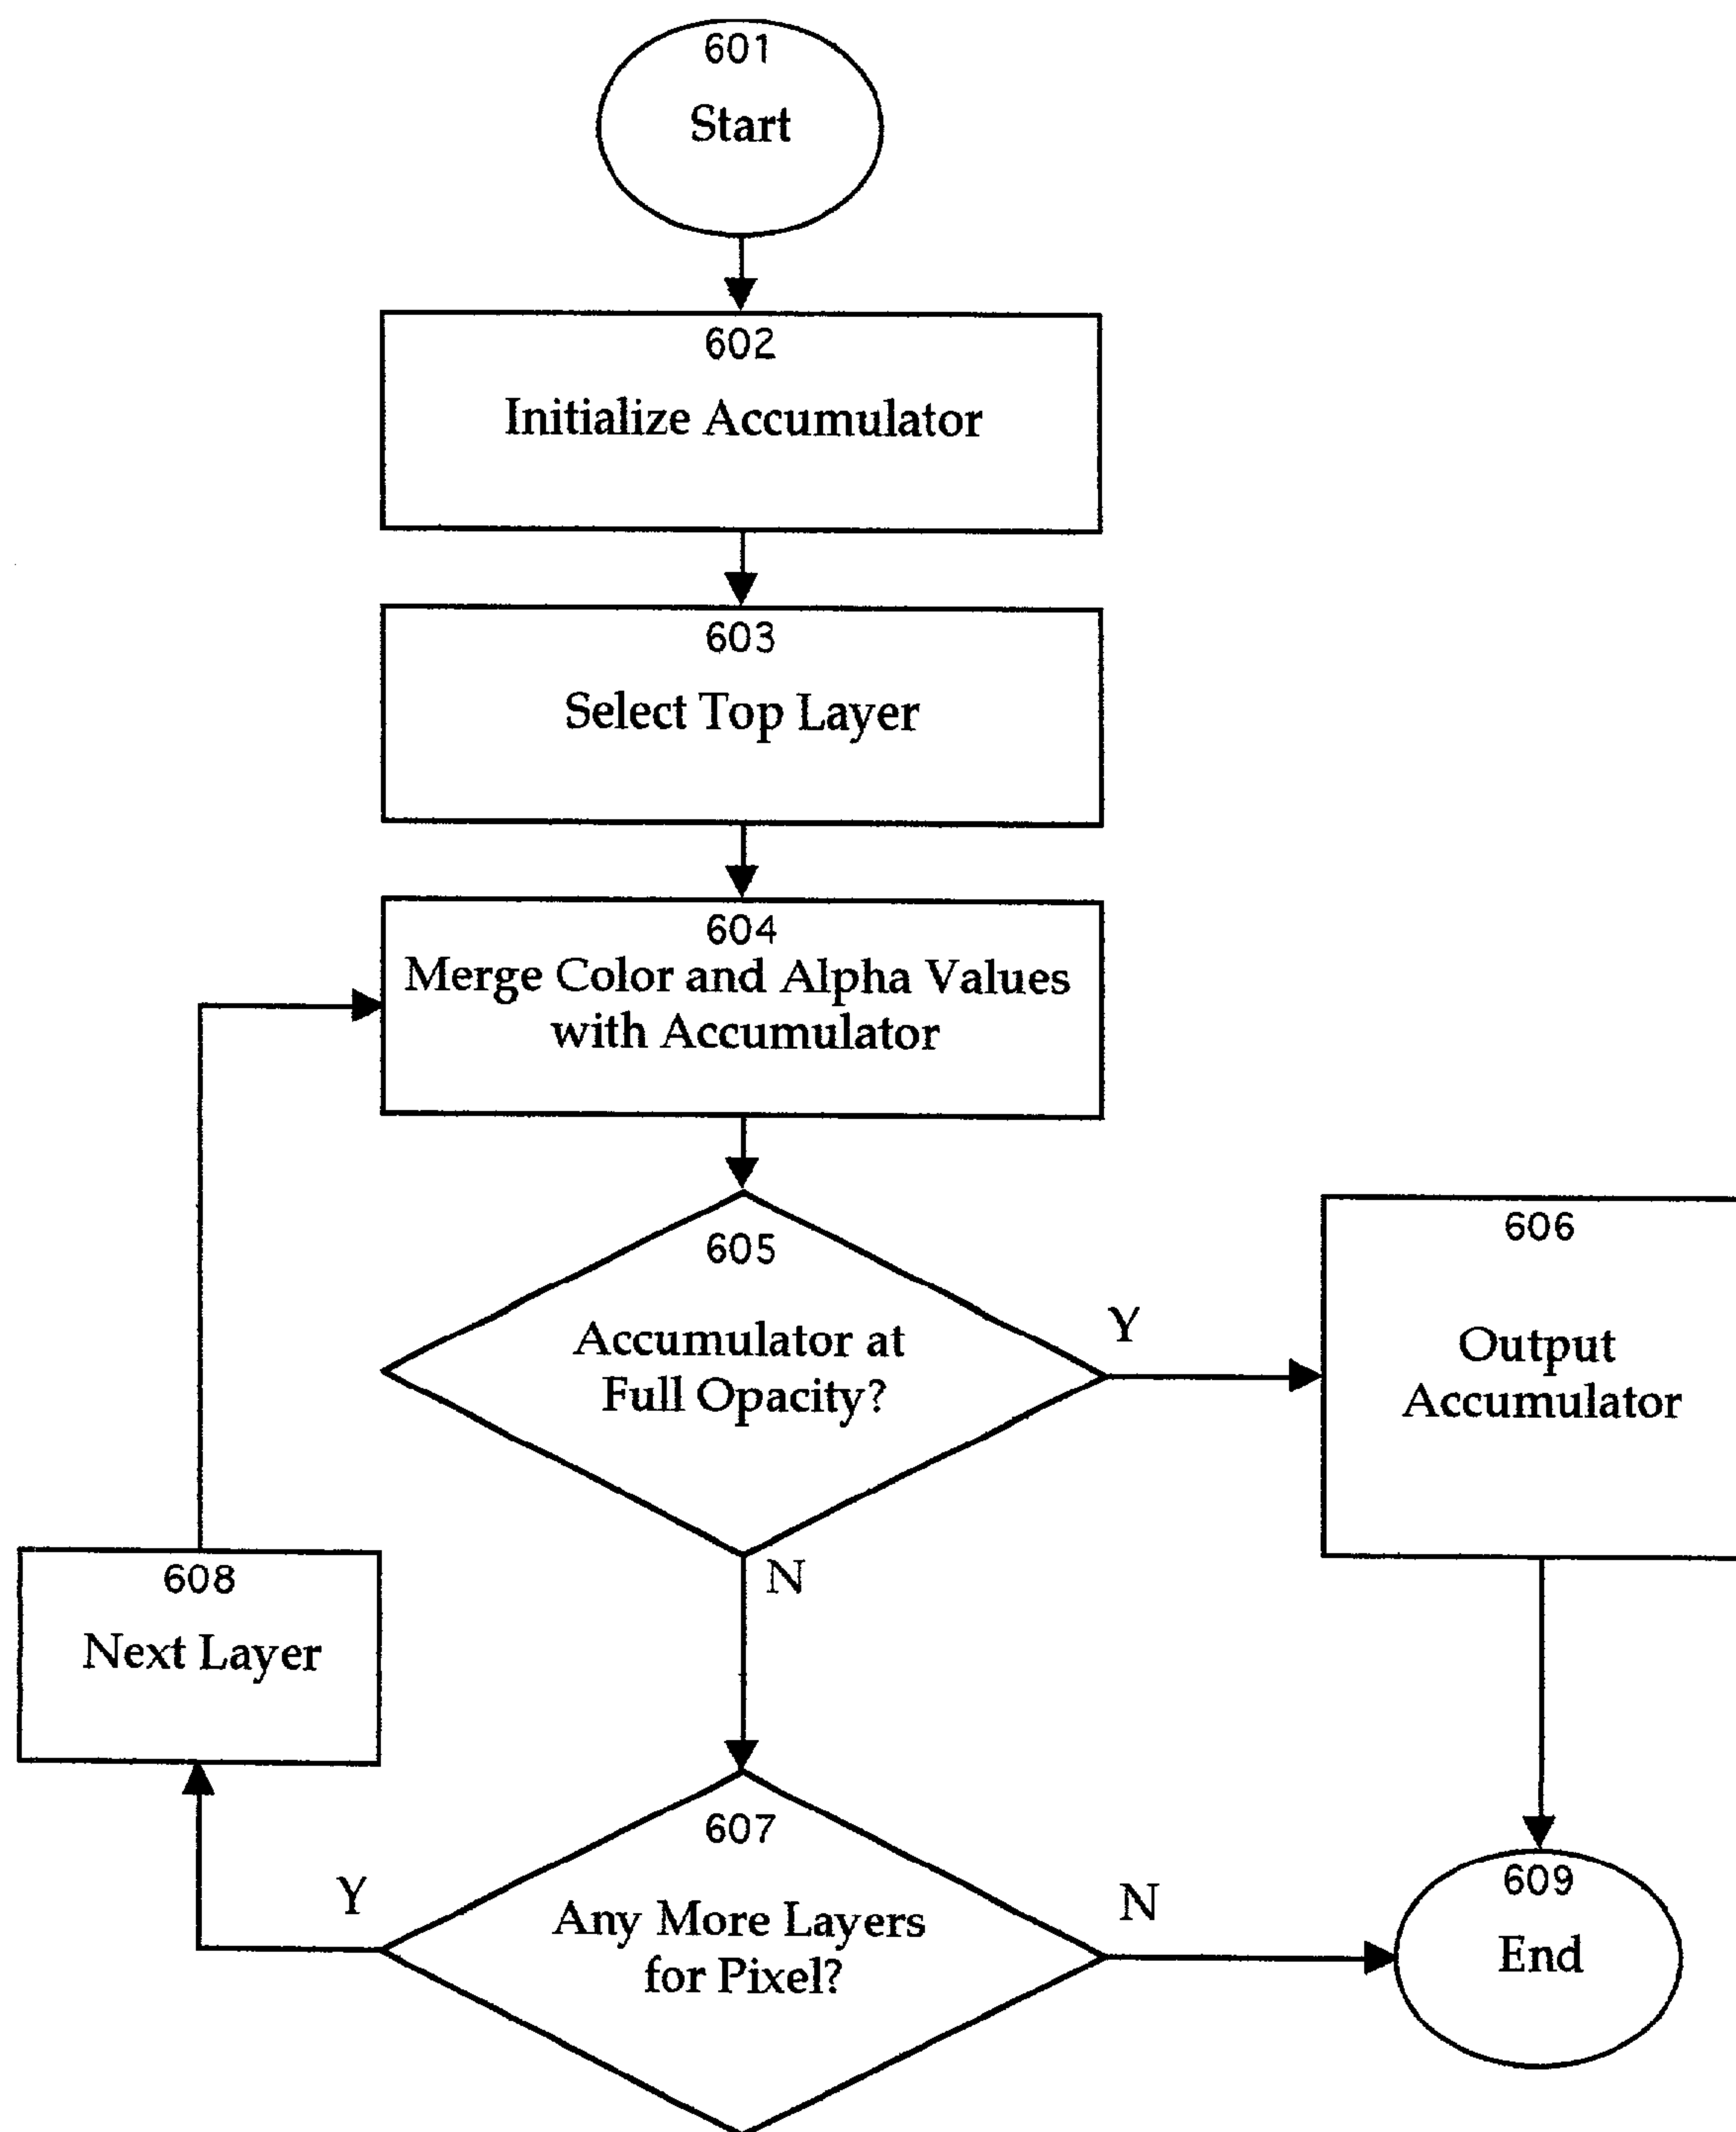 601
Start
602
Initialize Accumulator
603
Select Top Layer
604
Merge Color and Alpha Values
with Accumulator
605
Accumulator at
Full Opacity?
Y
N
606
Output
Accumulator
608
Next Layer
607
Any More Layers
for Pixel?
Y
N
609
End